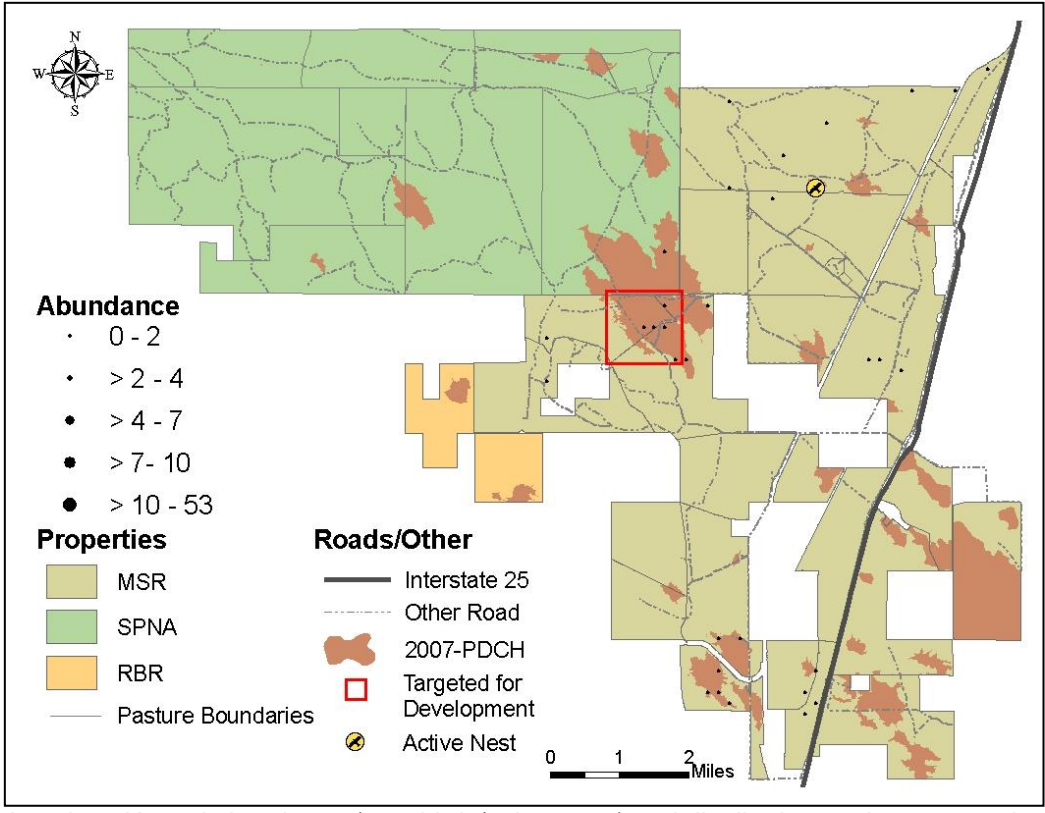 N
W E
S
Abundance
0 - 2
> 2 - 4
> 4 - 7
> 7- 10
> 10 - 53
Properties
MSR
SPNA
RBR
Pasture Boundaries
Roads/Other
Interstate 25
Other Road
2007-PDCH
Targeted for
Development
Active Nest
0 1 2
Miles